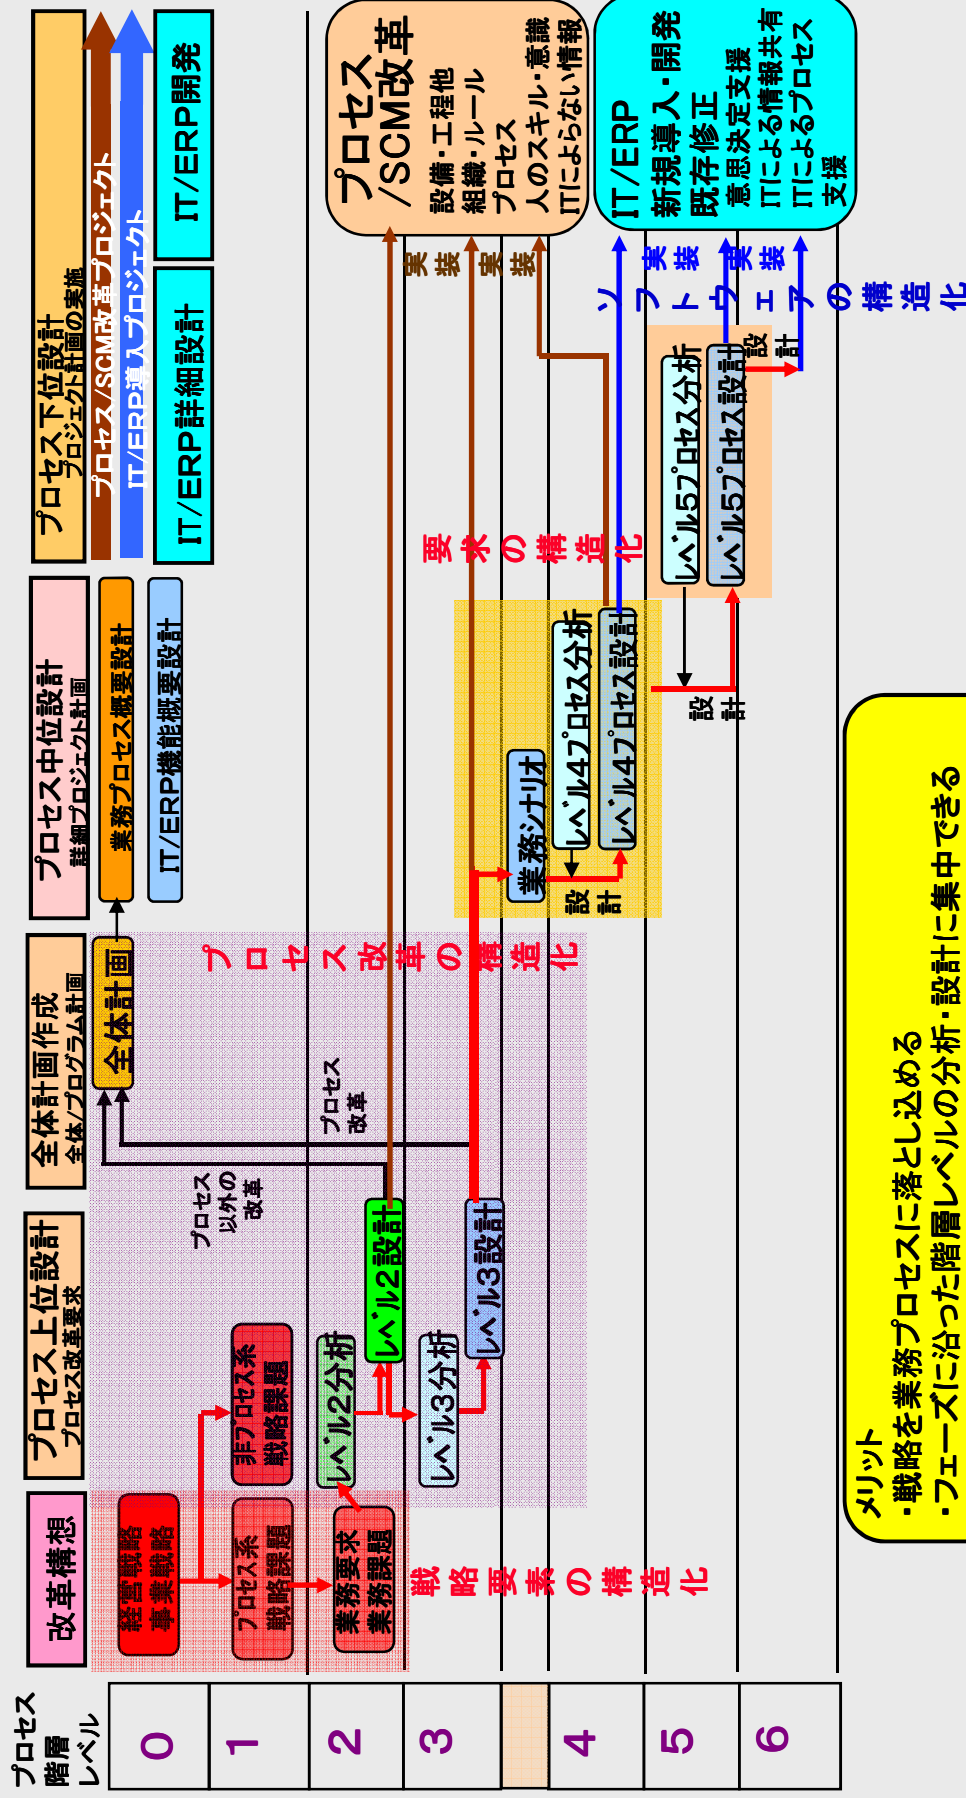 プロセス
階層
レベル
0
1
2
3
4
5
6
改革構想
プロセス上位設計
プロセス改革要求
全体計画作成
全体/プログラム計画
プロセス中位設計
詳細プロジェクト計画
プロセス下位設計
プロジェクト計画の実施
プロセス/SCM改革プロジェクト
IT/ERP導入プロジェクト
IT/ERP詳細設計
IT/ERP開発
業務プロセス概要設計
IT/ERP機能概要設計
全体計画
経営戦略
事業戦略
プロセス系
戦略課題
非プロセス系
戦略課題
業務要求
業務課題
戦略要素の構造化
レベル2分析
レベル2設計
レベル3分析
レベル3設計
プロセス
以外の
改革
プロセス
改革
プロセス改革の構造化
業務シナリオ
レベル4プロセス分析
レベル4プロセス設計
設計
要求の構造化
レベル5プロセス分析
レベル5プロセス設計
設計
設計
ソフトウェアの構造化
実装
実装
実装
実装
プロセス
/SCM改革
設備・工程他
組織・ルール
プロセス
人のスキル・意識
ITによらない情報
IT/ERP
新規導入・開発
既存修正
意思決定支援
ITによる情報共有
ITによるプロセス
支援
メリット
・戦略を業務プロセスに落とし込める
・フェーズに沿った階層レベルの分析・設計に集中できる